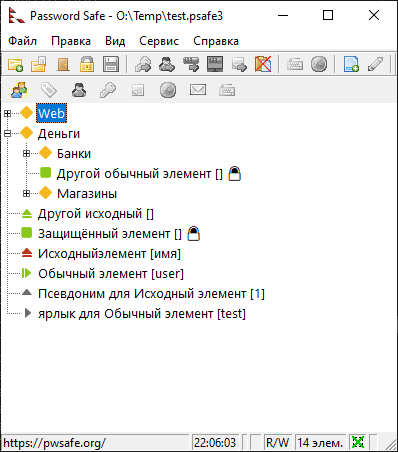 Password Safe - O:\Temp\test.psafe3
Файл Правка Вид Сервис Справка
Web
Деньги
Банки
Другой обычный элемент []
Магазины
Другой исходный []
Защищённый элемент []
Исходныйэлемент [имя]
Обычный элемент [user]
Псевдоним для Исходный элемент [1]
ярлык для Обычный элемент [test]
https://pwsafe.org/ 22:06:03 R/W 14 элем.